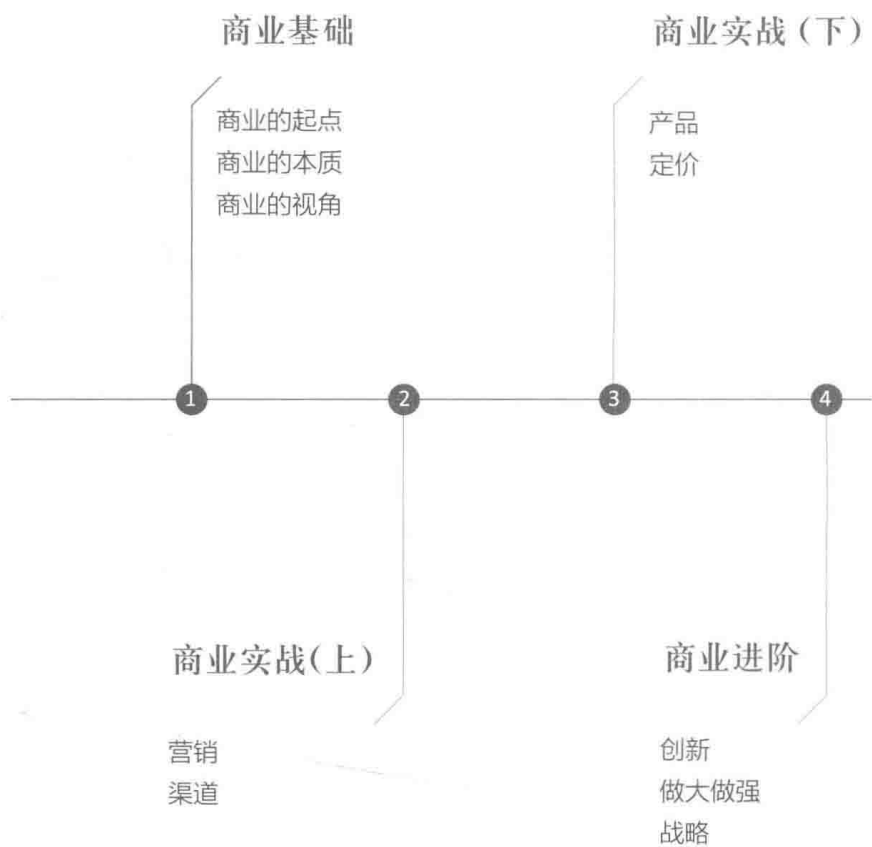 商业基础
商业的起点
商业的本质
商业的视角
1
商业实战(上)
营销
渠道
2
商业实战(下)
产品
定价
3
商业进阶
创新
做大做强
战略
4